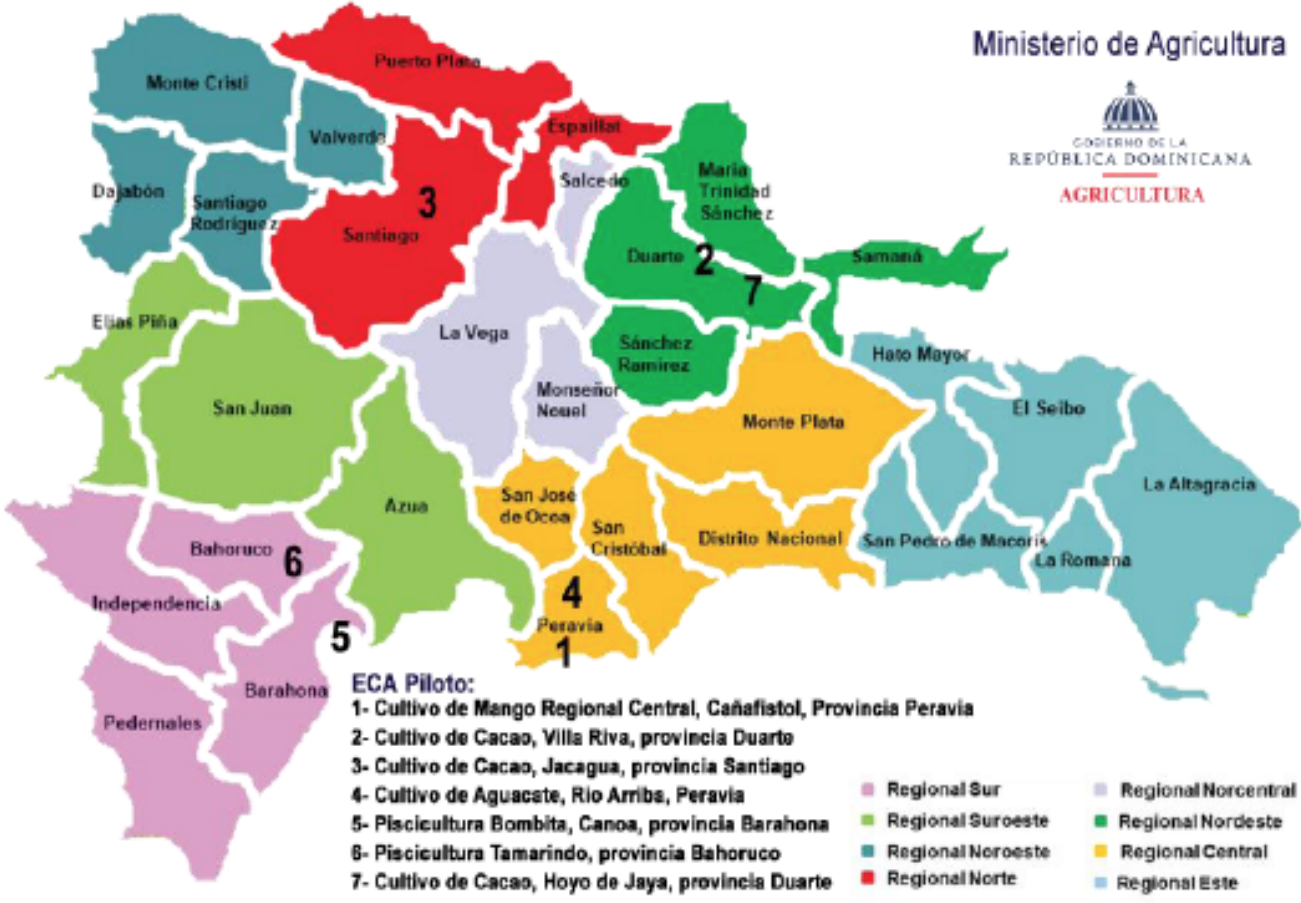 Ministerio de Agricultura
GOBIERNO DE LA
REPÚBLICA DOMINICANA
AGRICULTURA
Puerto Plata
Monte Cristi
Valverde
Espaillat
Salcedo
Maria
Trinidad
Sánchez
Dajabón
Santiago
Rodríguez
3
Santiago
Duarte
2
7
Samaná
Elias Piña
La Vega
Sánchez
Ramirez
Hato Mayor
Monseñor
Nouel
San Juan
Monte Plata
El Seibo
Azua
San José
de Ocoa
San
Cristóbal
Distrito Nacional
San Pedro de Macorís
La Romana
La Altagracia
Bahoruco
6
Independencia
4
Peravia
1
5
Barahona
Pedernales
ECA Piloto:
1- Cultivo de Mango Regional Central, Cañafistol, Provincia Peravia
2- Cultivo de Cacao, Villa Riva, provincia Duarte
3- Cultivo de Cacao, Jacagua, provincia Santiago
4- Cultivo de Aguacate, Rio Arriba, Peravia
5- Piscicultura Bombita, Canoa, provincia Barahona
6- Piscicultura Tamarindo, provincia Bahoruco
7- Cultivo de Cacao, Hoyo de Jaya, provincia Duarte
Regional Sur
Regional Suroeste
Regional Noroeste
Regional Norte
Regional Norcentral
Regional Nordeste
Regional Central
Regional Este